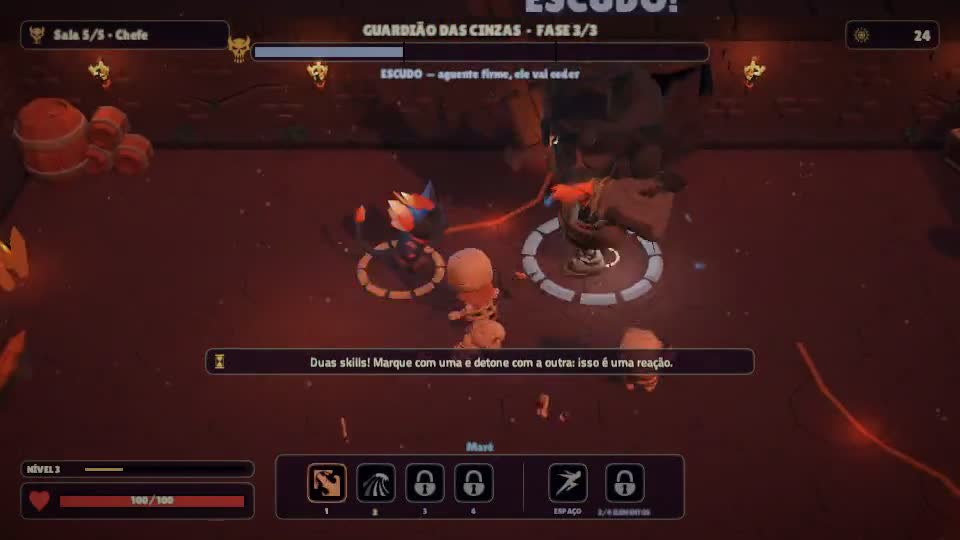 ESCUDO!
Sala 5/5 - Chefe
GUARDIÃO DAS CINZAS - FASE 3/3
24
ESCUDO — aguente firme, ele vai ceder
Duas skills! Marque com uma e detone com a outra: isso é uma reação.
Maré
NÍVEL 3
100/100
1
2
3
ESPAÇO
ELEMENTOS